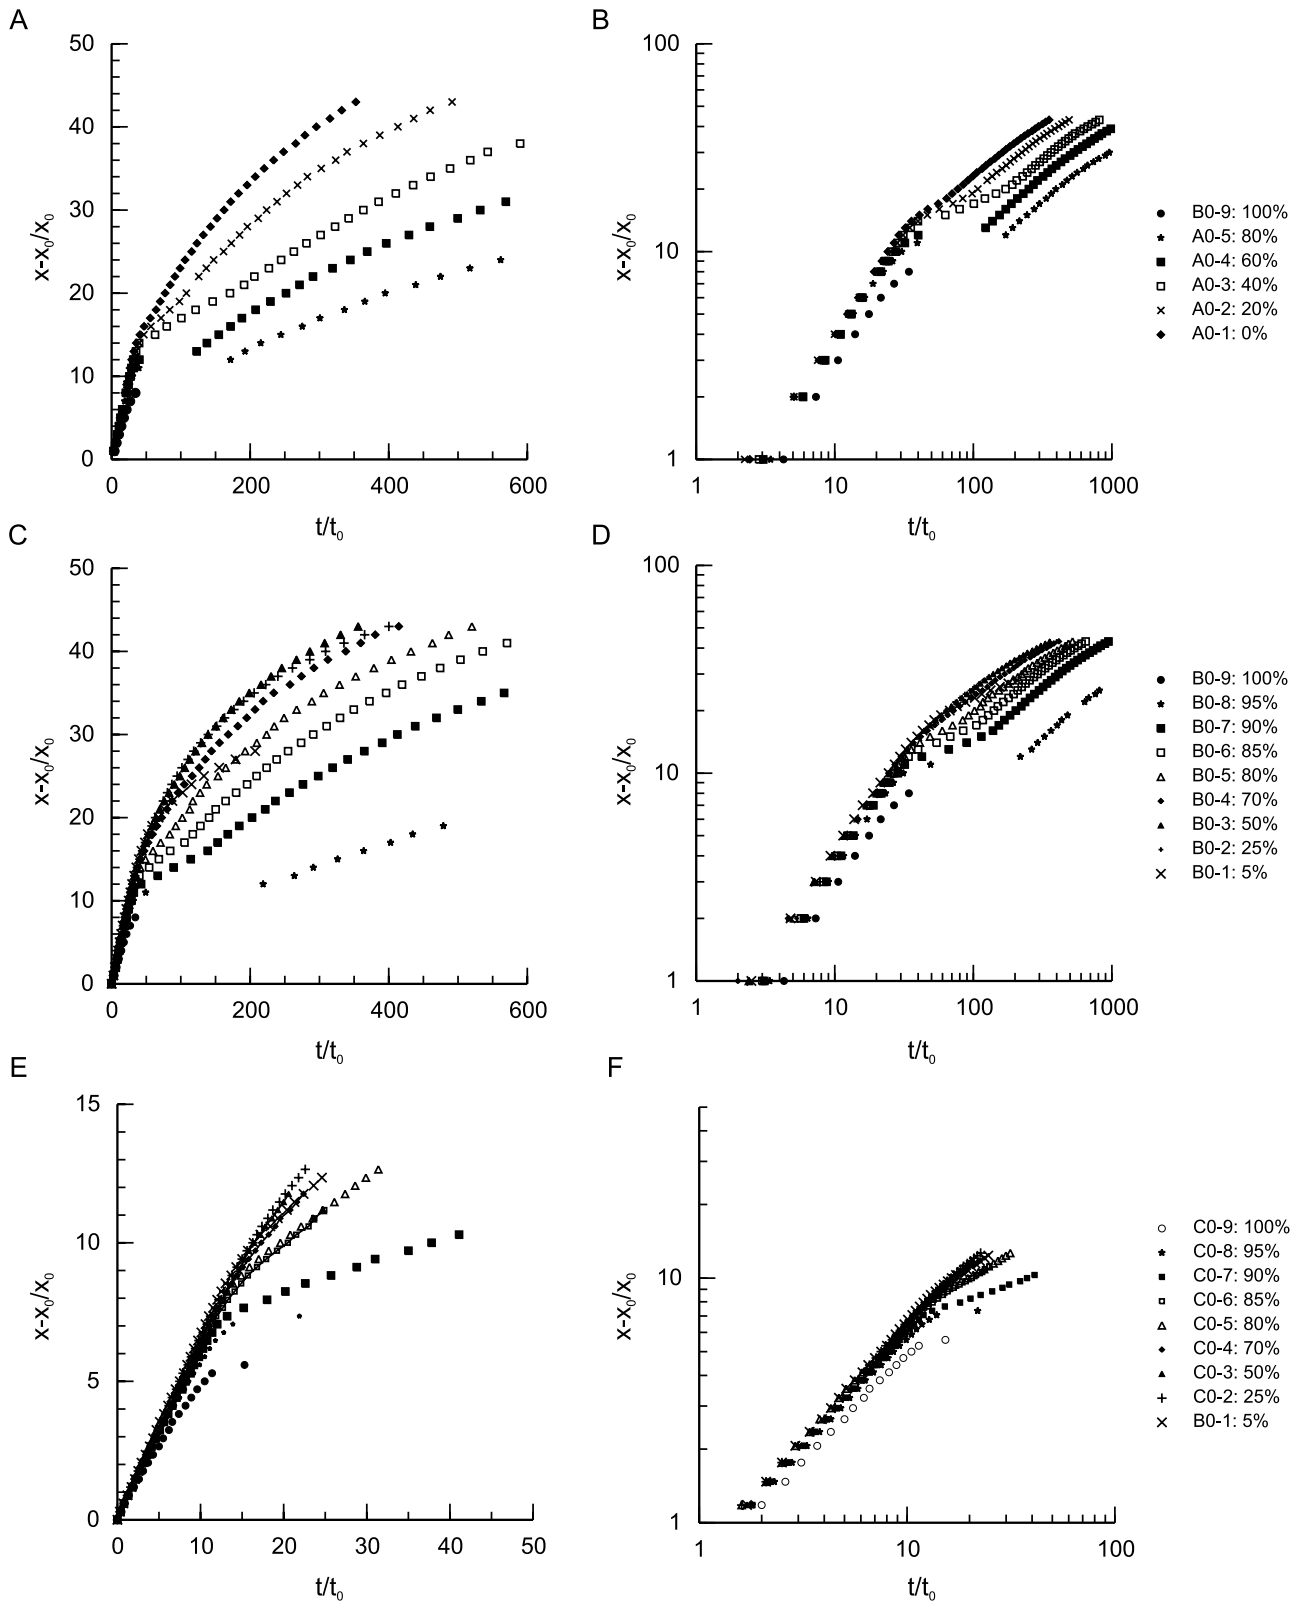 A
50
40
30
20
10
0
x-x₀/x₀
0 200 400 600
t/t₀
B
100
10
1
x-x₀/x₀
1 10 100 1000
t/t₀
B0-9: 100%
A0-5: 80%
A0-4: 60%
A0-3: 40%
A0-2: 20%
A0-1: 0%
C
50
40
30
20
10
0
x-x₀/x₀
0 200 400 600
t/t₀
D
100
10
1
x-x₀/x₀
1 10 100 1000
t/t₀
B0-9: 100%
B0-8: 95%
B0-7: 90%
B0-6: 85%
B0-5: 80%
B0-4: 70%
B0-3: 50%
B0-2: 25%
B0-1: 5%
E
15
10
5
0
x-x₀/x₀
0 10 20 30 40 50
t/t₀
F
10
1
x-x₀/x₀
1 10 100
t/t₀
C0-9: 100%
C0-8: 95%
C0-7: 90%
C0-6: 85%
C0-5: 80%
C0-4: 70%
C0-3: 50%
C0-2: 25%
B0-1: 5%